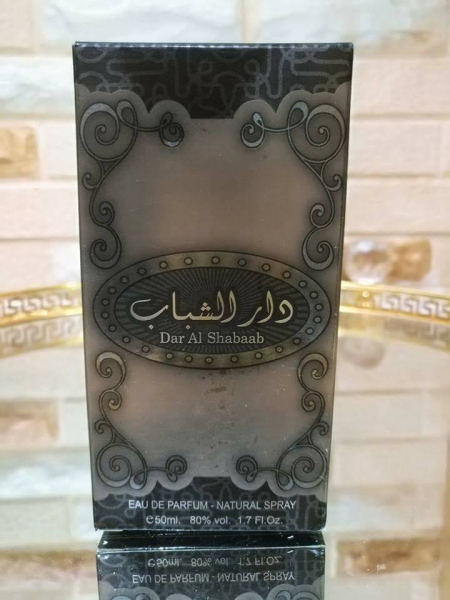 دار الشباب
Dar Al Shabaab
EAU DE PARFUM - NATURAL SPRAY
℮50ml. 80% vol. 1.7 Fl.Oz.